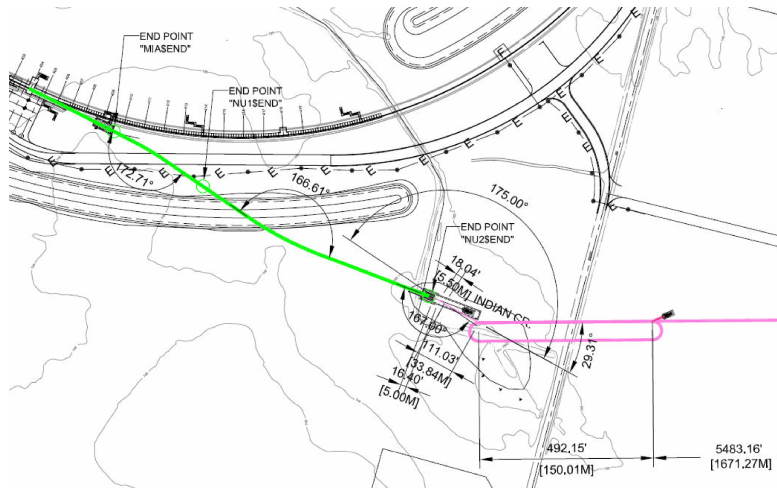 END POINT
"MIA$END"
END POINT
"NU1$END"
E
E
E
E
E
E
E
E
E
E
172.71°
166.61°
175.00°
END POINT
"NU2$END"
18.04'
[5.50M]
INDIAN CR.
167.00°
111.03'
[33.84M]
16.40'
[5.00M]
29.31°
492.15'
[150.01M]
5483.16'
[1671.27M]